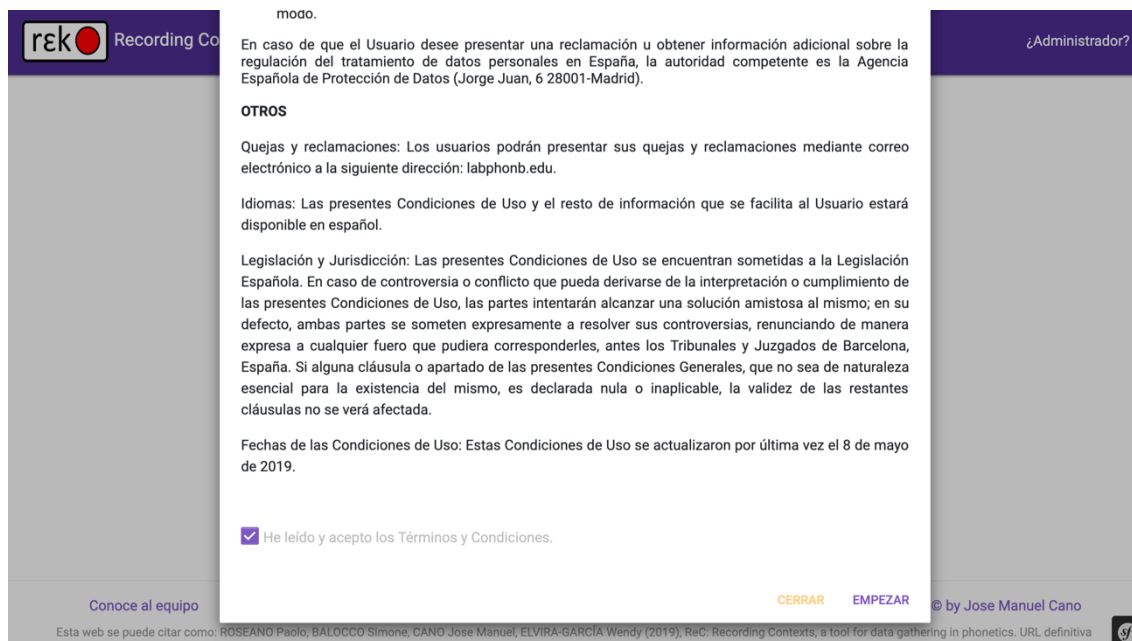 modo.
rɛk
Recording Co
¿Administrador?
En caso de que el Usuario desee presentar una reclamación u obtener información adicional sobre la
regulación del tratamiento de datos personales en España, la autoridad competente es la Agencia
Española de Protección de Datos (Jorge Juan, 6 28001-Madrid).
OTROS
Quejas y reclamaciones: Los usuarios podrán presentar sus quejas y reclamaciones mediante correo
electrónico a la siguiente dirección: labphonb.edu.
Idiomas: Las presentes Condiciones de Uso y el resto de información que se facilita al Usuario estará
disponible en español.
Legislación y Jurisdicción: Las presentes Condiciones de Uso se encuentran sometidas a la Legislación
Española. En caso de controversia o conflicto que pueda derivarse de la interpretación o cumplimiento de
las presentes Condiciones de Uso, las partes intentarán alcanzar una solución amistosa al mismo; en su
defecto, ambas partes se someten expresamente a resolver sus controversias, renunciando de manera
expresa a cualquier fuero que pudiera corresponderles, antes los Tribunales y Juzgados de Barcelona,
España. Si alguna cláusula o apartado de las presentes Condiciones Generales, que no sea de naturaleza
esencial para la existencia del mismo, es declarada nula o inaplicable, la validez de las restantes
cláusulas no se verá afectada.
Fechas de las Condiciones de Uso: Estas Condiciones de Uso se actualizaron por última vez el 8 de mayo
de 2019.
He leído y acepto los Términos y Condiciones.
CERRAR EMPEZAR
Conoce al equipo
© by Jose Manuel Cano
Esta web se puede citar como: ROSEANO Paolo, BALOCCO Simone, CANO Jose Manuel, ELVIRA-GARCÍA Wendy (2019), ReC: Recording Contexts, a tool for data gathering in phonetics. URL definitiva